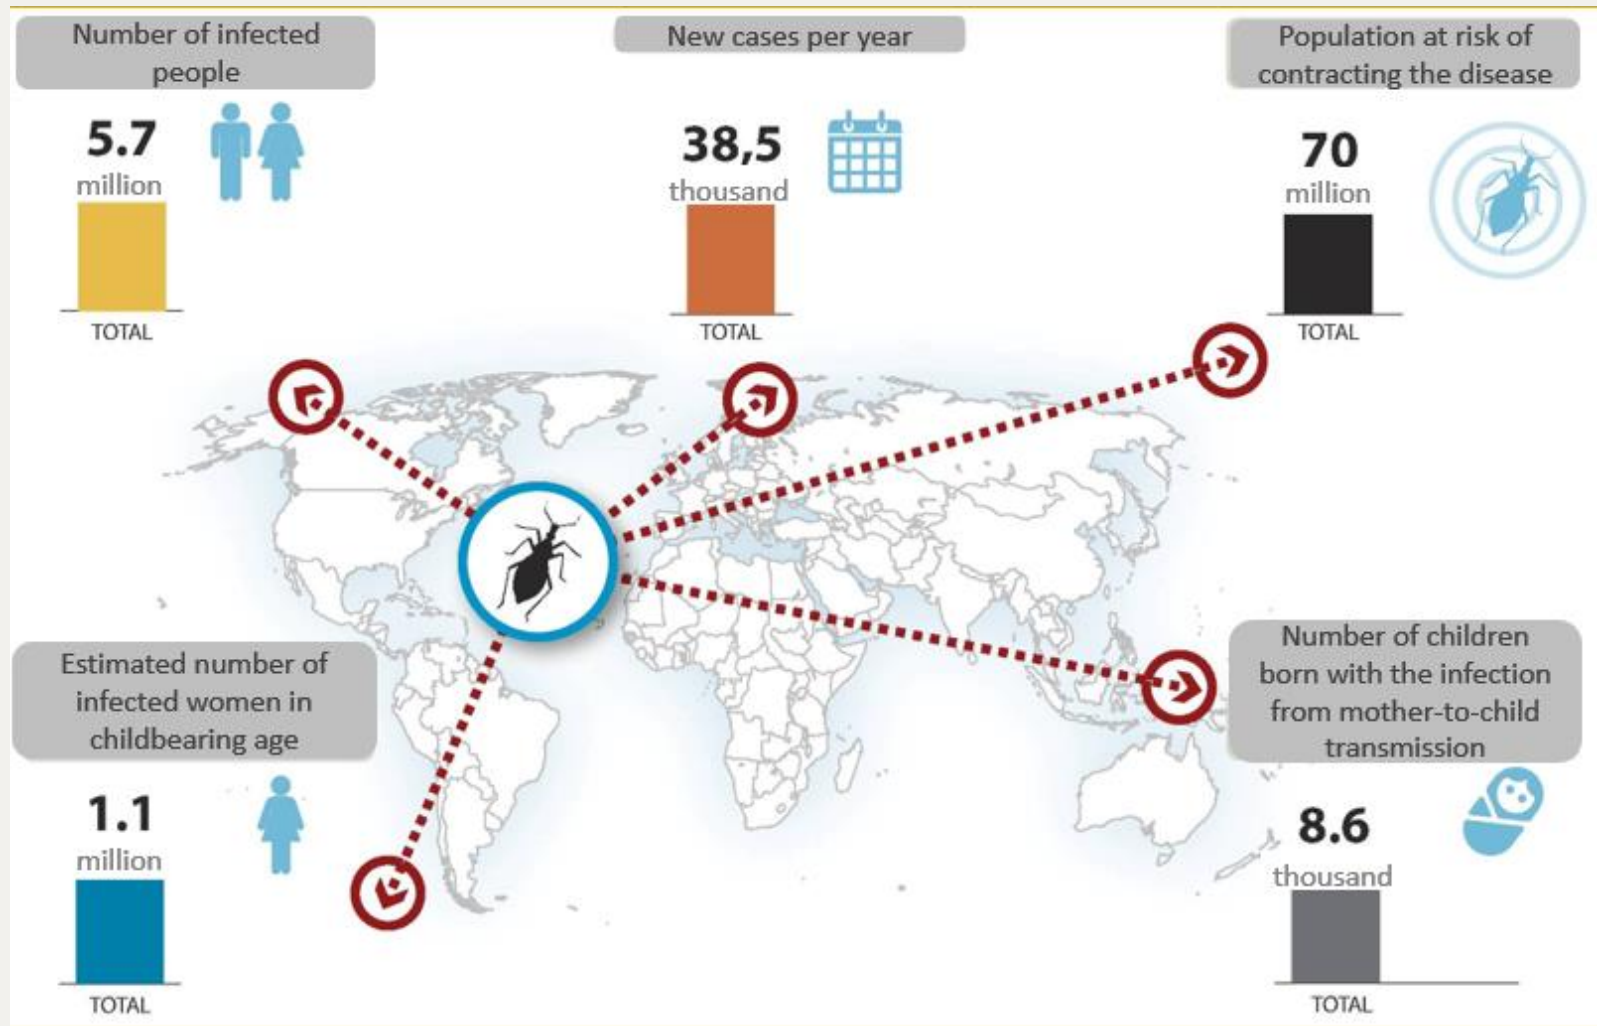 Number of infected
people
5.7
million
TOTAL
New cases per year
38,5
thousand
TOTAL
Population at risk of
contracting the disease
70
million
TOTAL
Estimated number of
infected women in
childbearing age
1.1
million
TOTAL
Number of children
born with the infection
from mother-to-child
transmission
8.6
thousand
TOTAL